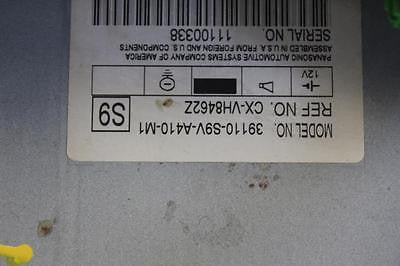 MODEL NO. 39110-S9V-A410-M1
REF NO. CX-VH8462Z
S9
12V
PANASONIC AUTOMOTIVE SYSTEMS COMPANY OF AMERICA
ASSEMBLED IN U.S.A. FROM FOREIGN AND U.S. COMPONENTS
SERIAL NO. 11100338